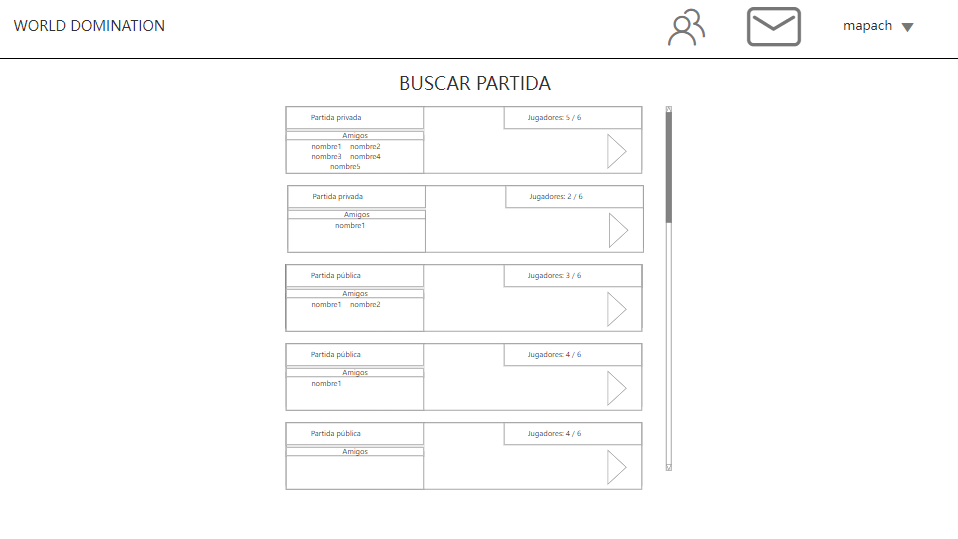 WORLD DOMINATION
mapach
BUSCAR PARTIDA
Partida privada
Jugadores: 5 / 6
Amigos
nombre1 nombre2
nombre3 nombre4
nombre5
Partida privada
Jugadores: 2 / 6
Amigos
nombre1
Partida pública
Jugadores: 3 / 6
Amigos
nombre1 nombre2
Partida pública
Jugadores: 4 / 6
Amigos
nombre1
Partida pública
Jugadores: 4 / 6
Amigos